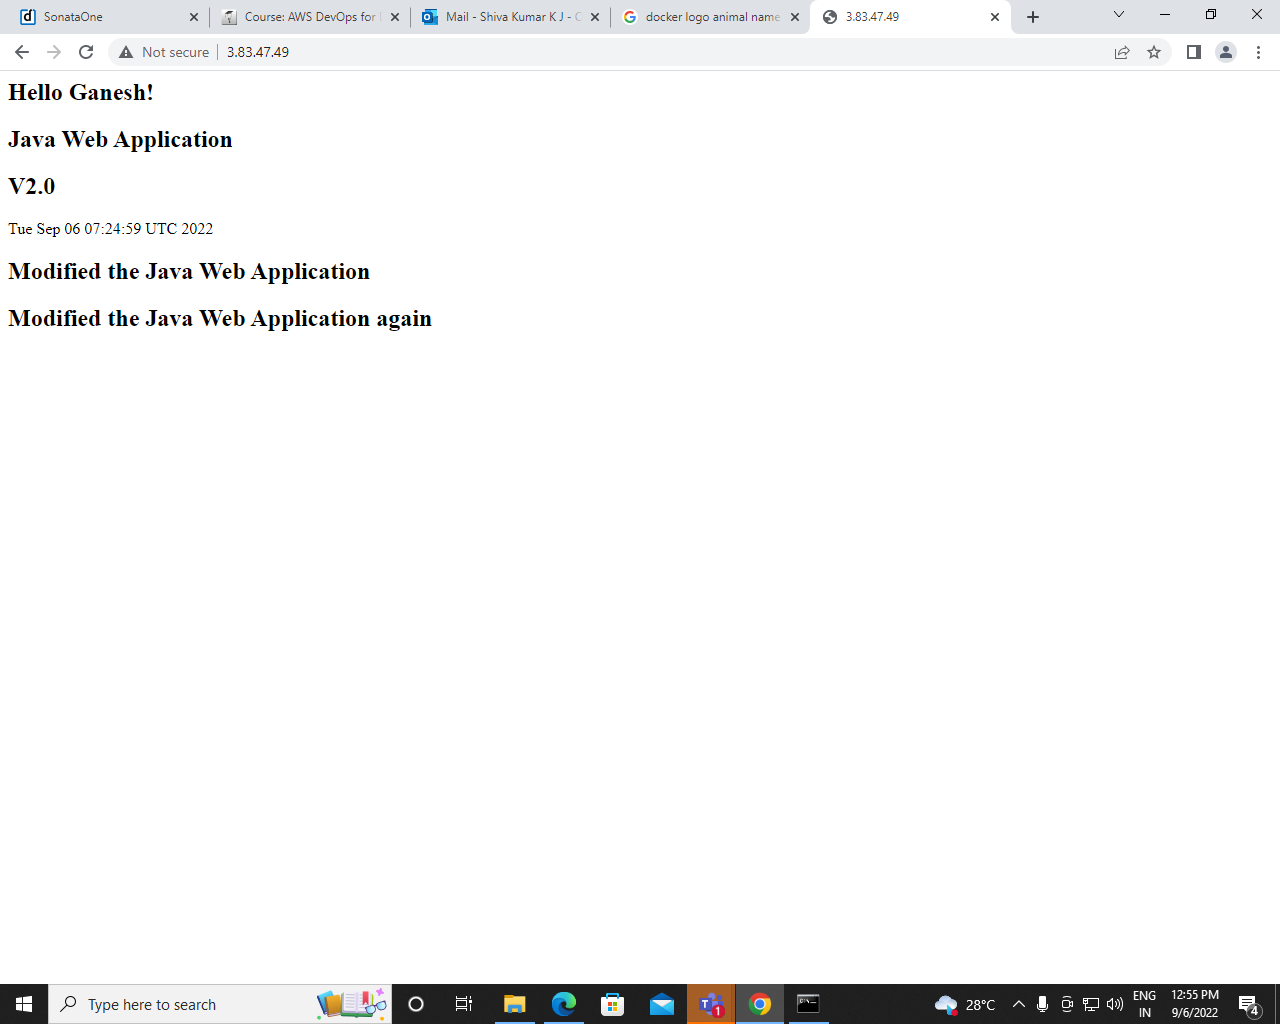 SonataOne
Course: AWS DevOps for
Mail - Shiva Kumar K J -
docker logo animal name
3.83.47.49
Not secure
3.83.47.49
Hello Ganesh!
Java Web Application
V2.0
Tue Sep 06 07:24:59 UTC 2022
Modified the Java Web Application
Modified the Java Web Application again
Type here to search
1
28°C
ENG
IN
12:55 PM
9/6/2022
4